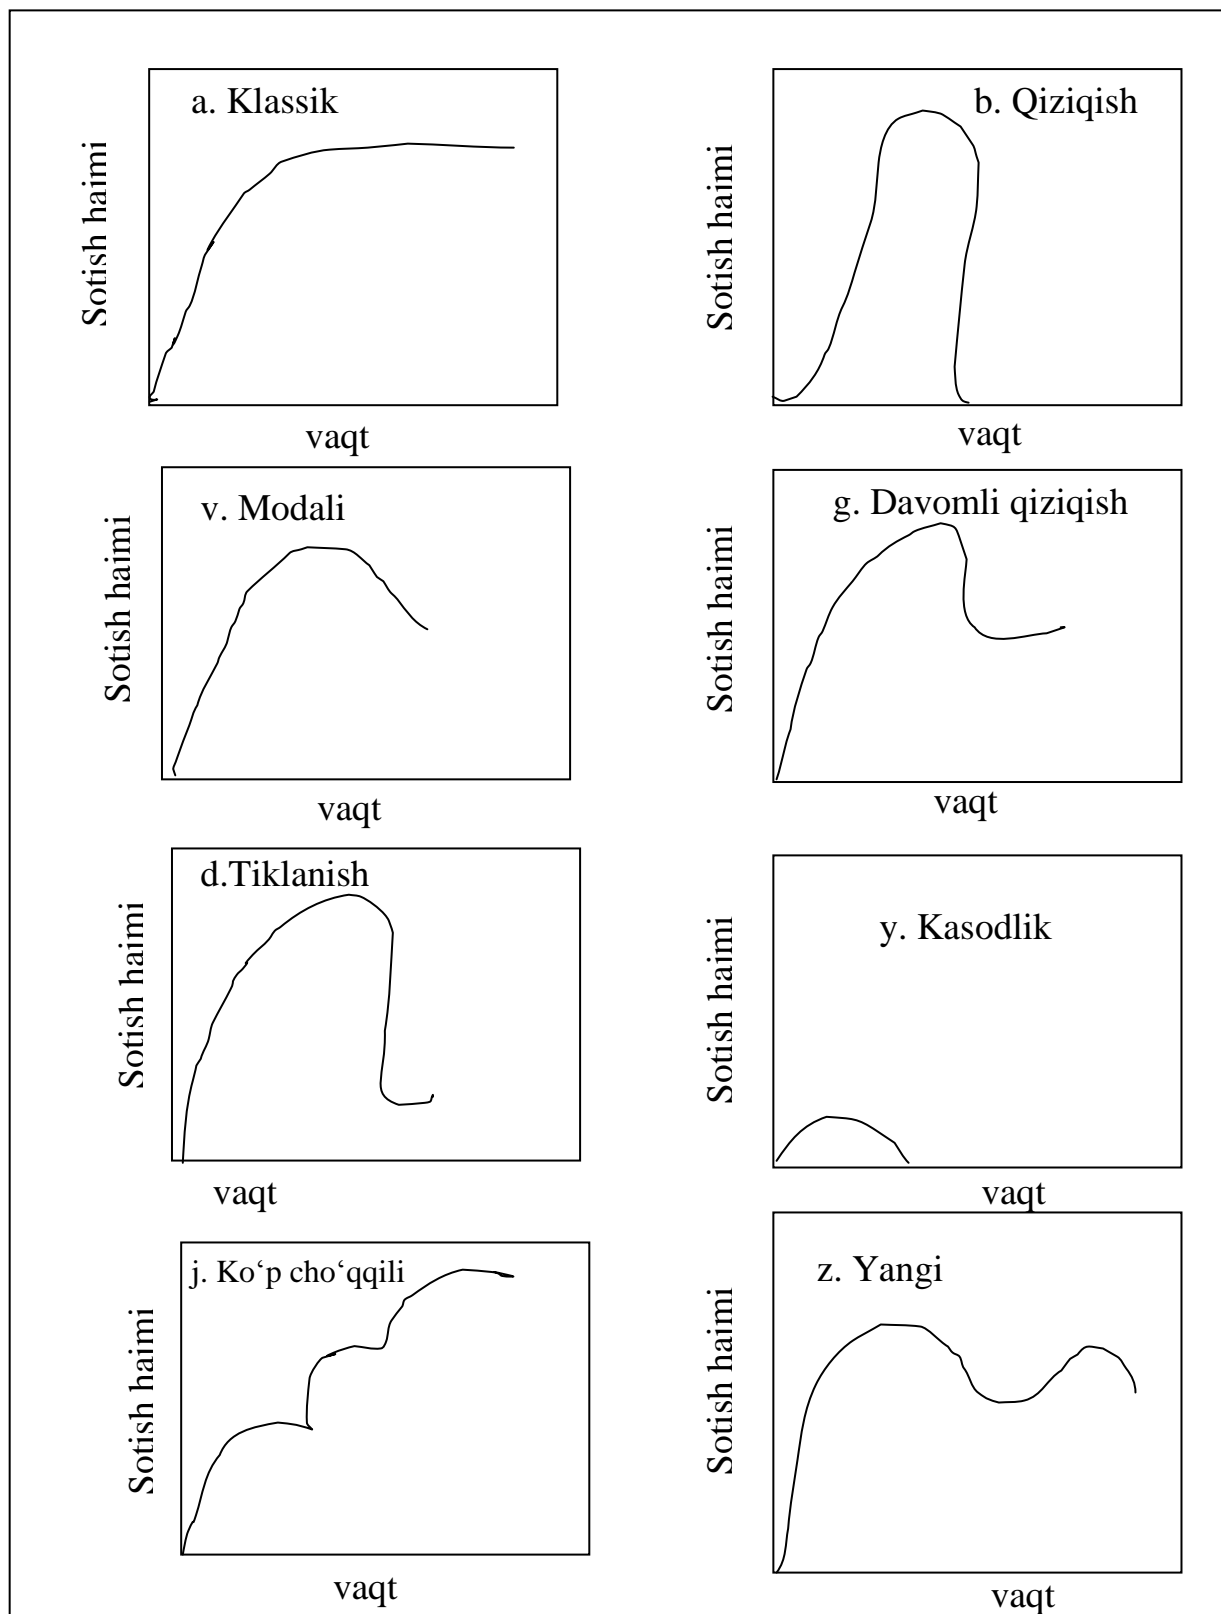 a. Klassik
Sotish haimi
vaqt
b. Qiziqish
Sotish haimi
vaqt
v. Modali
Sotish haimi
vaqt
g. Davomli qiziqish
Sotish haimi
vaqt
d.Tiklanish
Sotish haimi
vaqt
y. Kasodlik
Sotish haimi
vaqt
j. Ko‘p cho‘qqili
Sotish haimi
vaqt
z. Yangi
Sotish haimi
vaqt